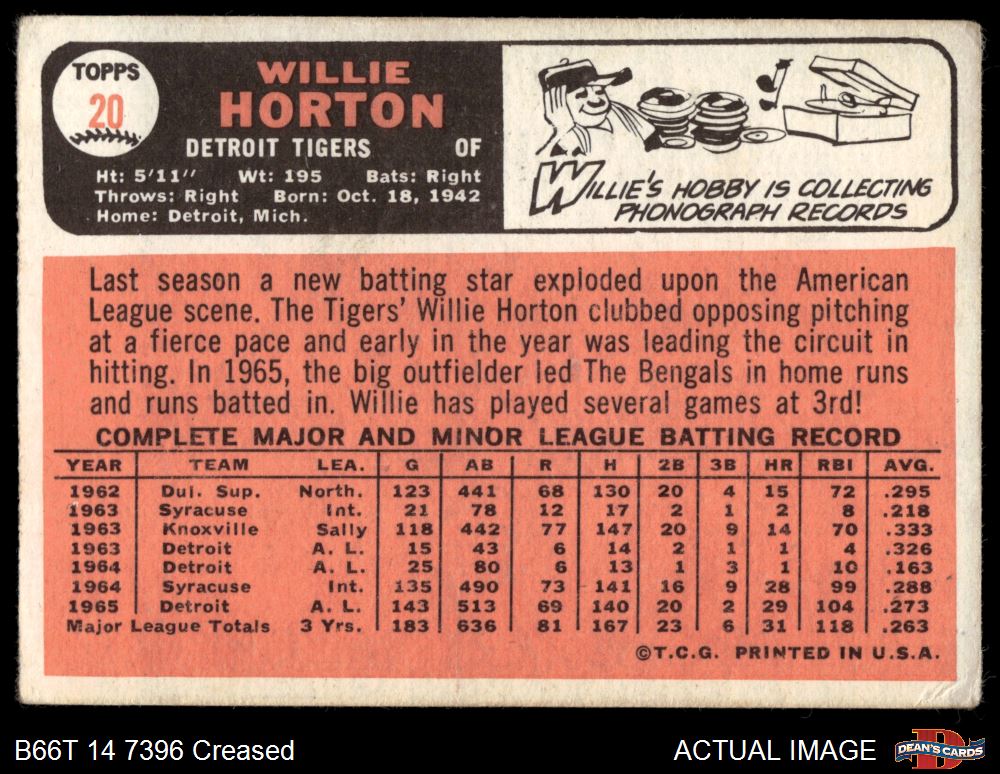 TOPPS
20
WILLIE
HORTON
DETROIT TIGERS OF
Ht: 5'11" Wt: 195 Bats: Right
Throws: Right Born: Oct. 18, 1942
Home: Detroit, Mich.
WILLIE'S HOBBY IS COLLECTING
PHONOGRAPH RECORDS
Last season a new batting star exploded upon the American
League scene. The Tigers' Willie Horton clubbed opposing pitching
at a fierce pace and early in the year was leading the circuit in
hitting. In 1965, the big outfielder led The Bengals in home runs
and runs batted in. Willie has played several games at 3rd!
COMPLETE MAJOR AND MINOR LEAGUE BATTING RECORD
YEAR TEAM LEA. G AB R H 2B 3B HR RBI AVG.
1962 Dul. Sup. North. 123 441 68 130 20 4 15 72 .295
1963 Syracuse Int. 21 78 12 17 2 1 2 8 .218
1963 Knoxville Sally 118 442 77 147 20 9 14 70 .333
1963 Detroit A. L. 15 43 6 14 2 1 1 4 .326
1964 Detroit A. L. 25 80 6 13 1 3 1 10 .163
1964 Syracuse Int. 135 490 73 141 16 9 28 99 .288
1965 Detroit A. L. 143 513 69 140 20 2 29 104 .273
Major League Totals 3 Yrs. 183 636 81 167 23 6 31 118 .263
©T.C.G. PRINTED IN U.S.A.
B66T 14 7396 Creased
ACTUAL IMAGE
DEAN'S CARDS